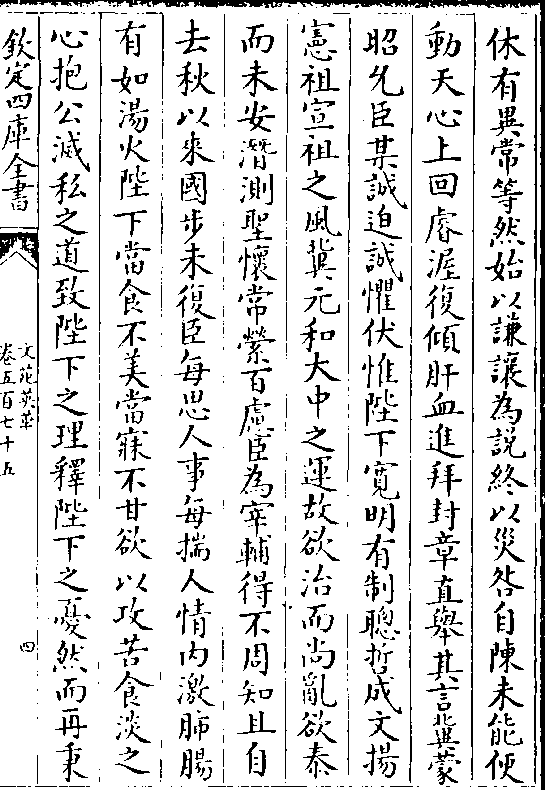 休有異常等然始以謙讓為說終以災咎自陳未能便
動天心上回睿渥復傾肝血進拜封章直舉其言冀蒙
昭允臣某誠迫誠懼伏惟陛下寛明有制聰哲成文揚
憲祖宣祖之風冀元和大中之運故欲治而尚亂欲泰
而未安潛測聖懷常縈百慮臣為宰輔得不周知且自
去秋以來國步未復臣每思人事每揣人情内激肺腸
有如湯火陛下當食不美當寐不甘欲以攻苦食淡之
心抱公滅私之道致陛下之理釋陛下之憂然而再秉
欽定四庫全書
文苑英華
卷五百七十五
四